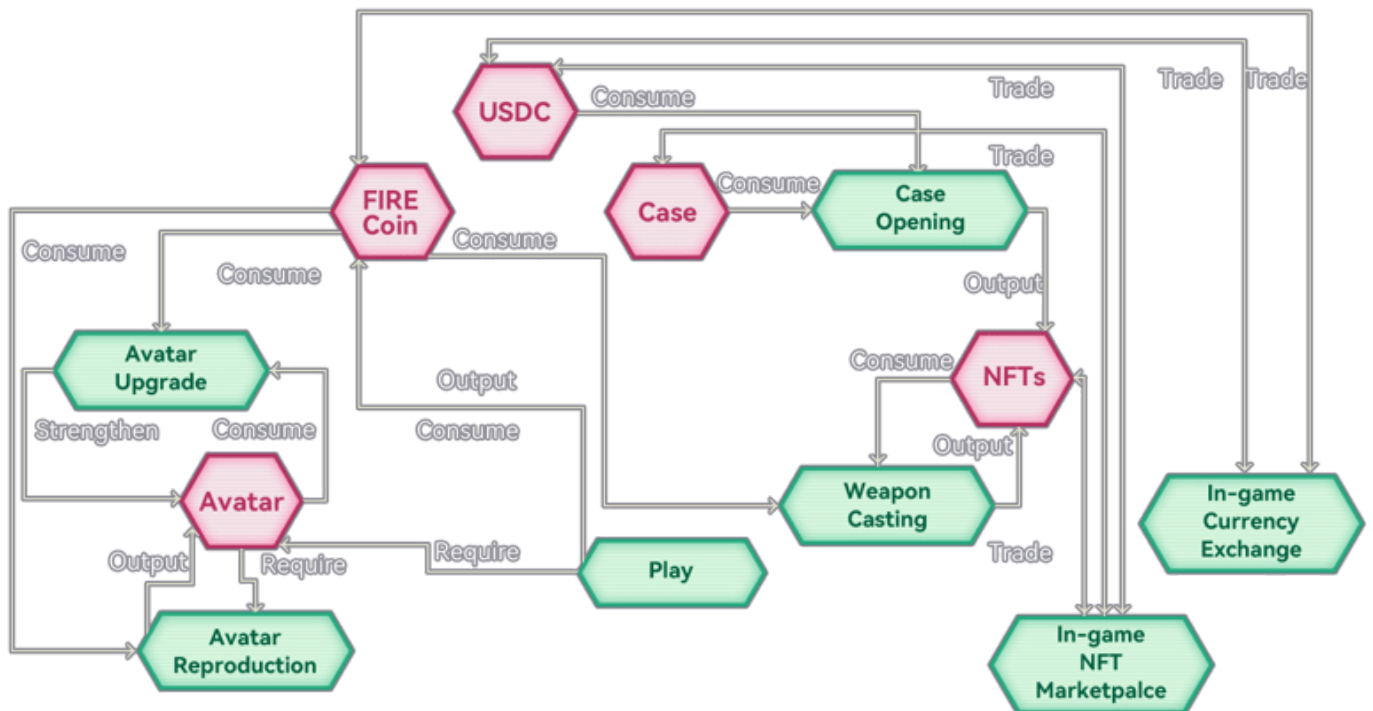 Trade
Trade
Trade
USDC
Consume
Trade
FIRE
Coin
Case
Consume
Case
Opening
Consume
Consume
Consume
Output
Avatar
Upgrade
Consume
NFTs
Output
Strengthen
Consume
Consume
Output
Avatar
Weapon
Casting
In-game
Currency
Exchange
Output
Require
Require
Play
Trade
Avatar
Reproduction
In-game
NFT
Marketpalce